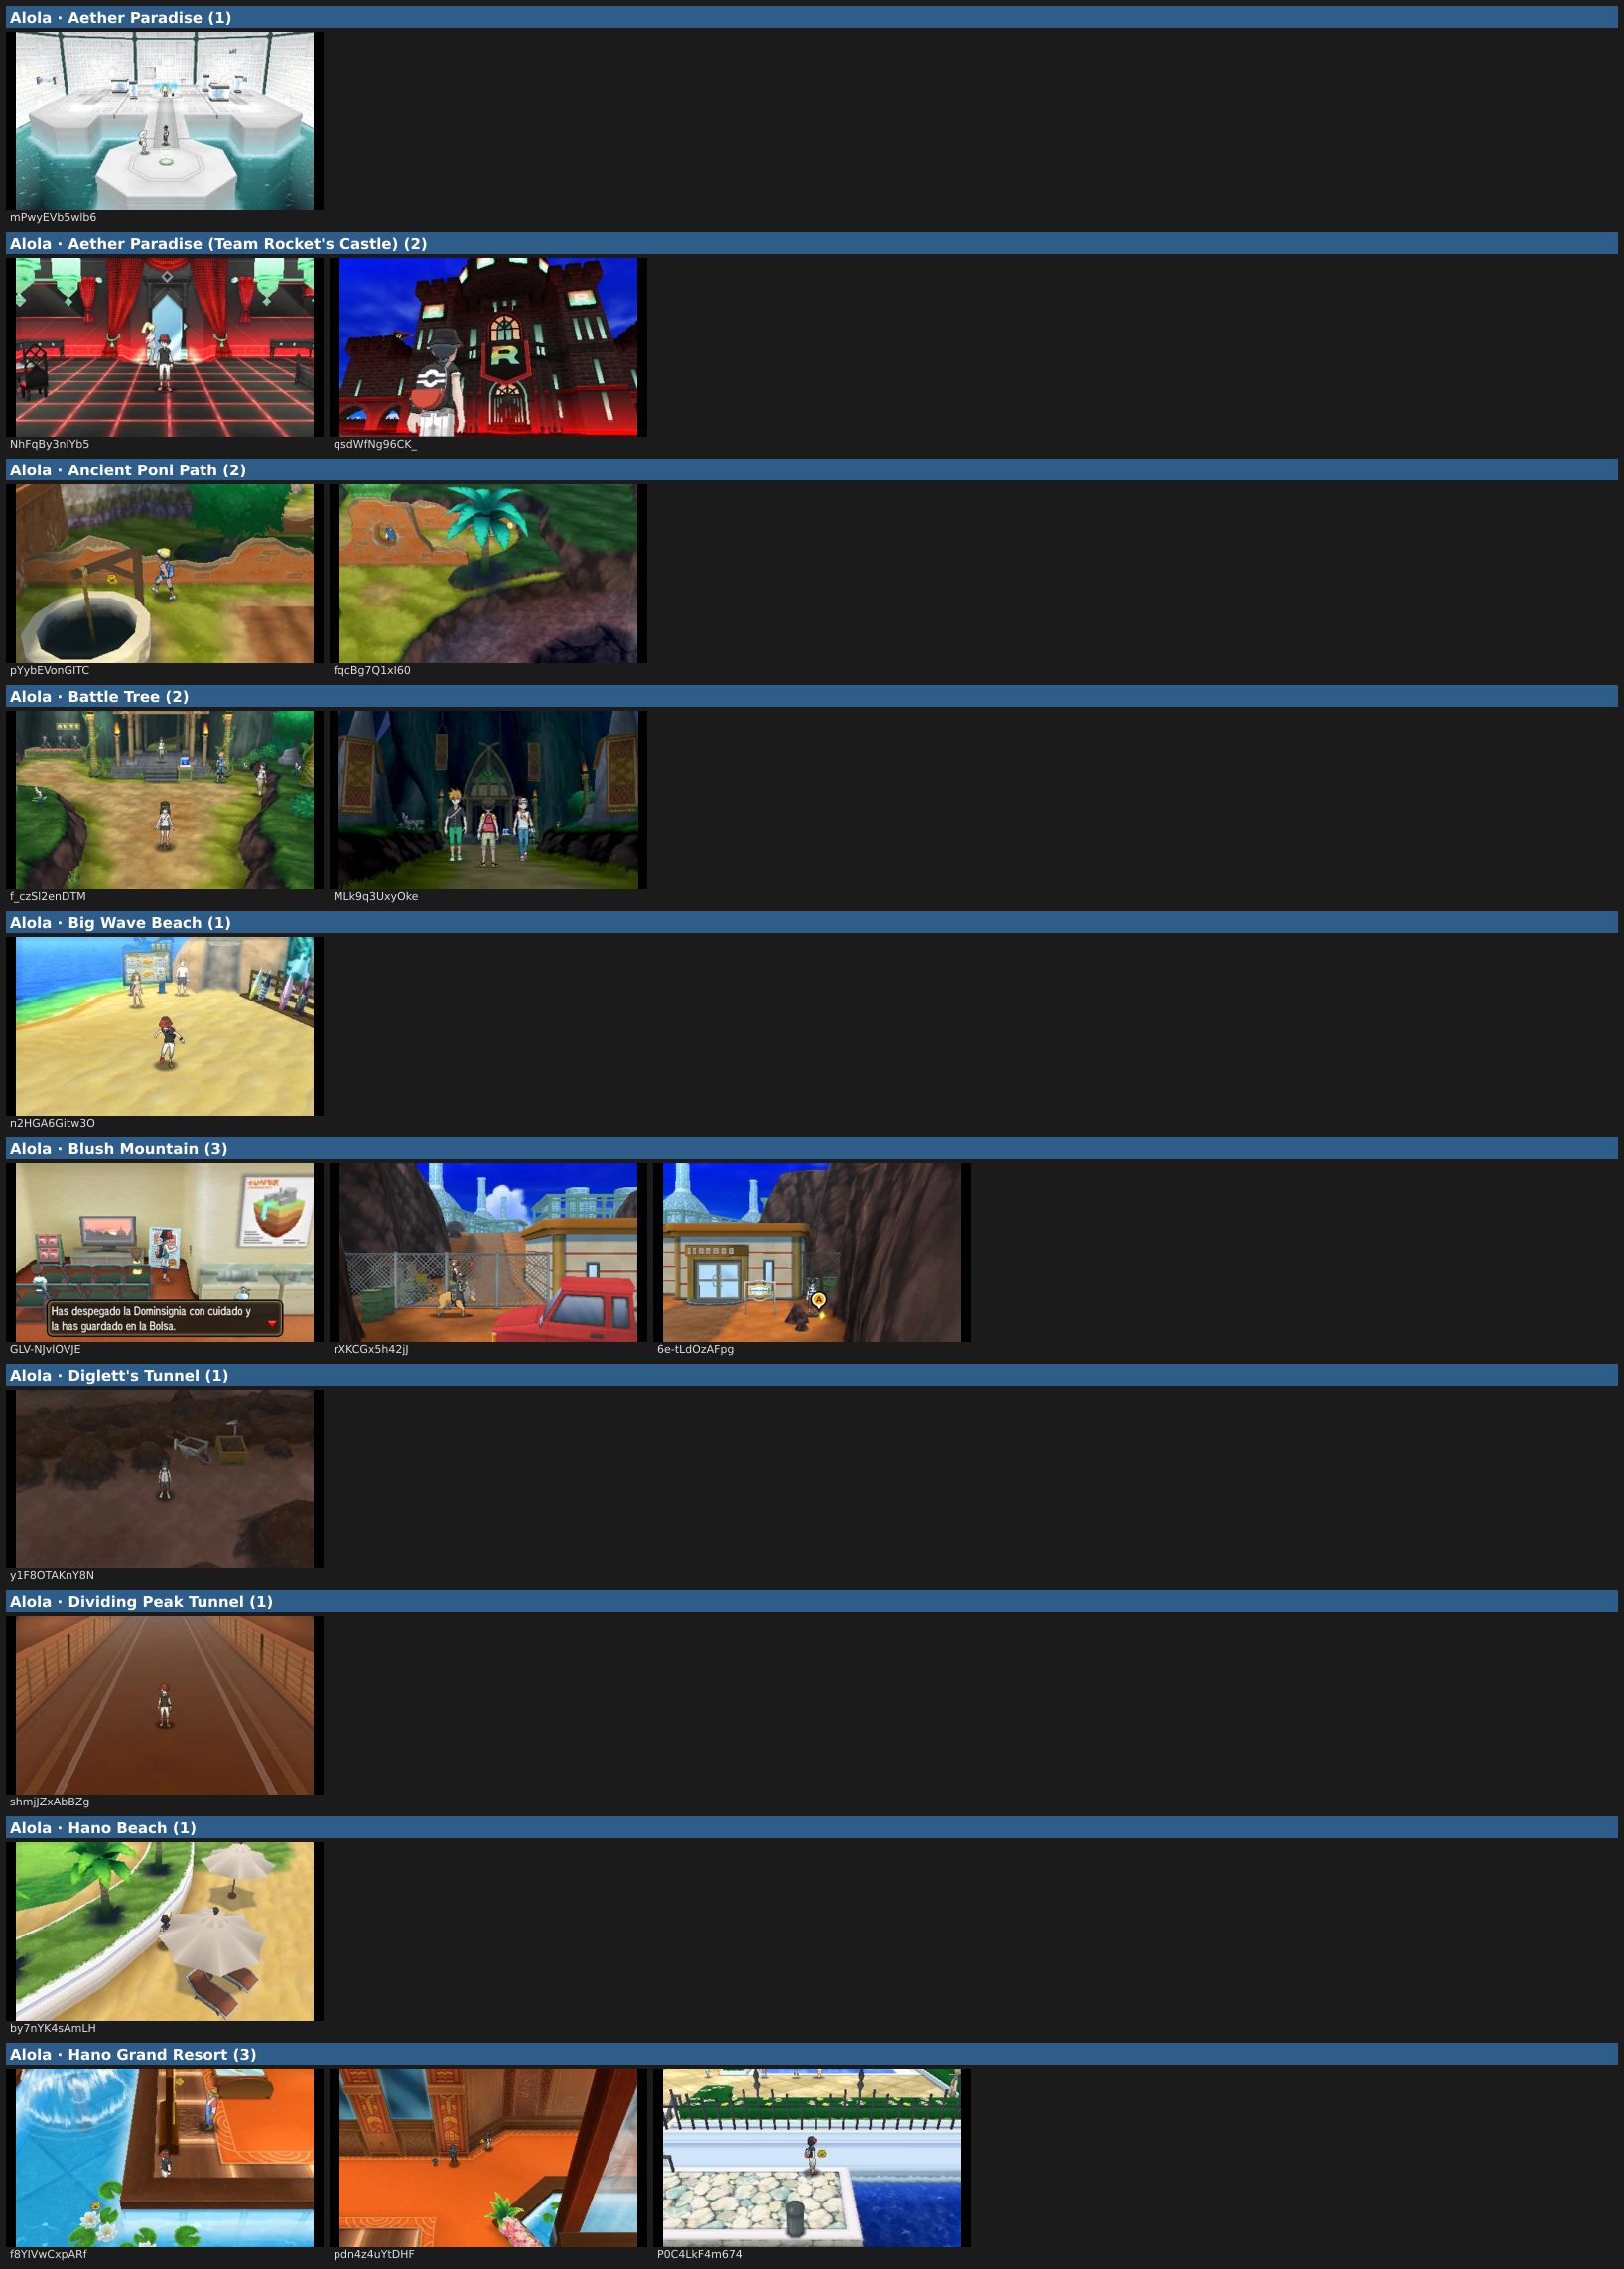 Alola · Aether Paradise (1)
mPwyEVb5wlb6
Alola · Aether Paradise (Team Rocket's Castle) (2)
R
NhFqBy3nlYb5
qsdWfNg96CK_
Alola · Ancient Poni Path (2)
pYybEVonGITC
fqcBg7Q1xI60
Alola · Battle Tree (2)
f_czSI2enDTM
MLk9q3UxyOke
Alola · Big Wave Beach (1)
n2HGA6Gitw3O
Alola · Blush Mountain (3)
Has despegado la Dominsignia con cuidado y
la has guardado en la Bolsa.
A
GLV-NJvlOVJE
rXKCGx5h42jJ
6e-tLdOzAFpg
Alola · Diglett's Tunnel (1)
y1F8OTAKnY8N
Alola · Dividing Peak Tunnel (1)
shmjJZxAbBZg
Alola · Hano Beach (1)
by7nYK4sAmLH
Alola · Hano Grand Resort (3)
f8YIVwCxpARf
pdn4z4uYtDHF
P0C4LkF4m674